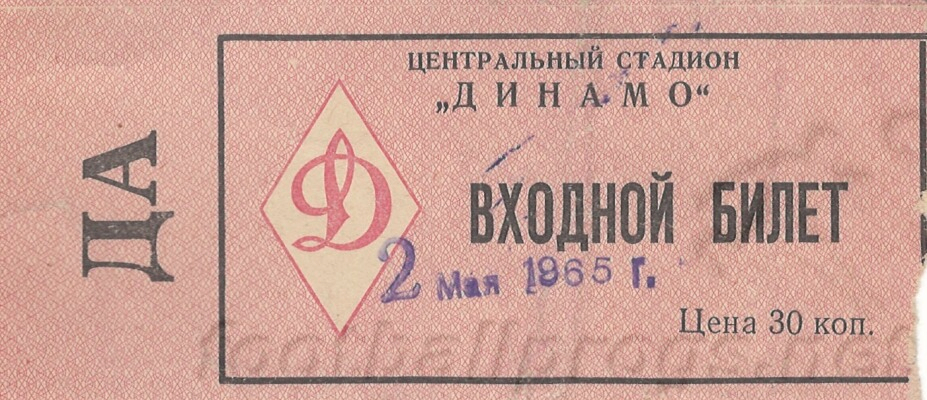 ДА
ЦЕНТРАЛЬНЫЙ СТАДИОН
„ДИНАМО“
Д
ВХОДНОЙ БИЛЕТ
2 Мая 1965 г.
Цена 30 коп.
footballprogs.net